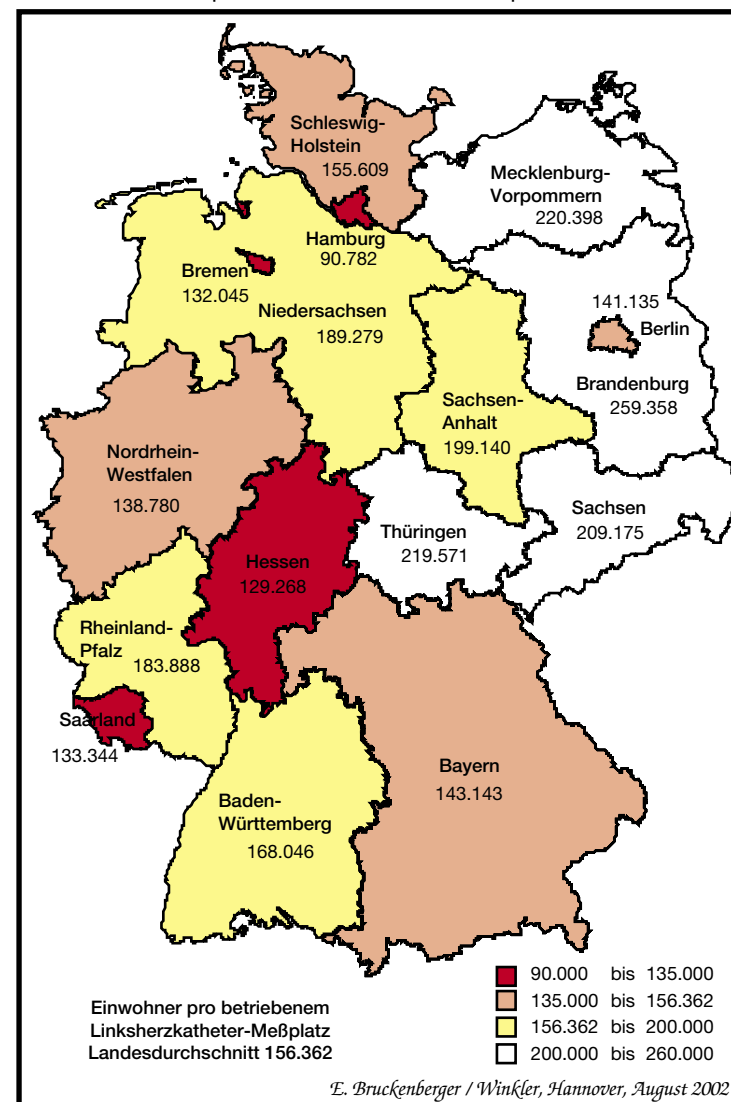 Schleswig-
Holstein
155.609
Mecklenburg-
Vorpommern
220.398
Hamburg
90.782
Bremen
132.045
Niedersachsen
189.279
141.135
Berlin
Brandenburg
259.358
Sachsen-
Anhalt
199.140
Nordrhein-
Westfalen
138.780
Sachsen
209.175
Thüringen
219.571
Hessen
129.268
Rheinland-
Pfalz
183.888
Saarland
133.344
Bayern
143.143
Baden-
Württemberg
168.046
90.000 bis 135.000
135.000 bis 156.362
156.362 bis 200.000
200.000 bis 260.000
Einwohner pro betriebenem
Linksherzkatheter-Meßplatz
Landesdurchschnitt 156.362
E. Bruckenberger / Winkler, Hannover, August 2002